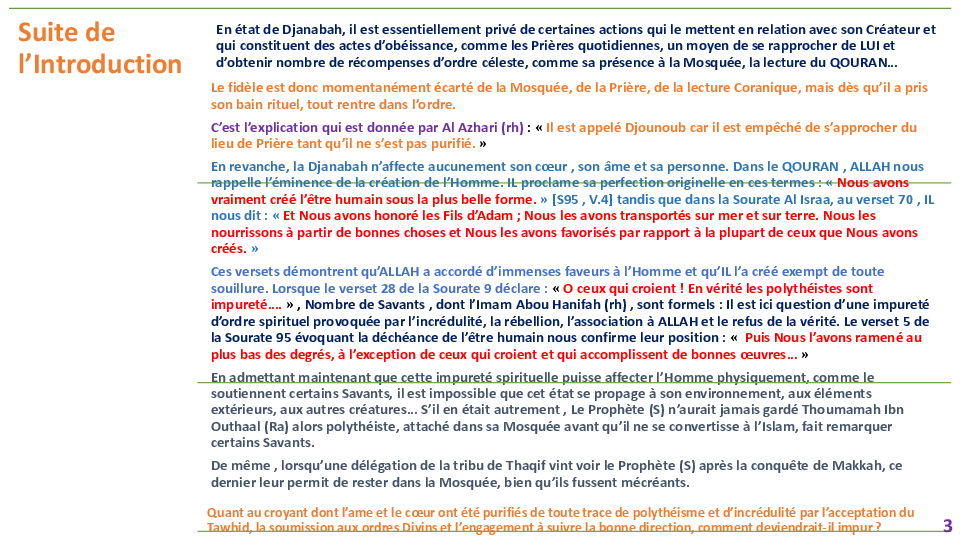 Suite de
l’Introduction
En état de Djanabah, il est essentiellement privé de certaines actions qui le mettent en relation avec son Créateur et
qui constituent des actes d’obéissance, comme les Prières quotidiennes, un moyen de se rapprocher de LUI et
d’obtenir nombre de récompenses d’ordre céleste, comme sa présence à la Mosquée, la lecture du QOURAN...
Le fidèle est donc momentanément écarté de la Mosquée, de la Prière, de la lecture Coranique, mais dès qu’il a pris
son bain rituel, tout rentre dans l’ordre.
C’est l’explication qui est donnée par Al Azhari (rh) : « Il est appelé Djounoub car il est empêché de s’approcher du
lieu de Prière tant qu’il ne s’est pas purifié. »
En revanche, la Djanabah n’affecte aucunement son cœur , son âme et sa personne. Dans le QOURAN , ALLAH nous
rappelle l’éminence de la création de l’Homme. IL proclame sa perfection originelle en ces termes : « Nous avons
vraiment créé l’être humain sous la plus belle forme. » [S95 , V.4] tandis que dans la Sourate Al Israa, au verset 70 , IL
nous dit : « Et Nous avons honoré les Fils d’Adam ; Nous les avons transportés sur mer et sur terre. Nous les
nourrissons à partir de bonnes choses et Nous les avons favorisés par rapport à la plupart de ceux que Nous avons
créés. »
Ces versets démontrent qu’ALLAH a accordé d’immenses faveurs à l’Homme et qu’IL l’a créé exempt de toute
souillure. Lorsque le verset 28 de la Sourate 9 déclare : « O ceux qui croient ! En vérité les polythéistes sont
impureté.... » , Nombre de Savants , dont l’Imam Abou Hanifah (rh) , sont formels : Il est ici question d’une impureté
d’ordre spirituel provoquée par l’incrédulité, la rébellion, l’association à ALLAH et le refus de la vérité. Le verset 5 de
la Sourate 95 évoquant la déchéance de l’être humain nous confirme leur position : « Puis Nous l’avons ramené au
plus bas des degrés, à l’exception de ceux qui croient et qui accomplissent de bonnes œuvres... »
En admettant maintenant que cette impureté spirituelle puisse affecter l’Homme physiquement, comme le
soutiennent certains Savants, il est impossible que cet état se propage à son environnement, aux éléments
extérieurs, aux autres créatures... S’il en était autrement , Le Prophète (S) n’aurait jamais gardé Thoumamah Ibn
Outhaal (Ra) alors polythéiste, attaché dans sa Mosquée avant qu’il ne se convertisse à l’Islam, fait remarquer
certains Savants.
De même , lorsqu’une délégation de la tribu de Thaqif vint voir le Prophète (S) après la conquête de Makkah, ce
dernier leur permit de rester dans la Mosquée, bien qu’ils fussent mécréants.
Quant au croyant dont l’ame et le cœur ont été purifiés de toute trace de polythéisme et d’incrédulité par l’acceptation du
Tawhid, la soumission aux ordres Divins et l’engagement à suivre la bonne direction, comment deviendrait-il impur ?
3